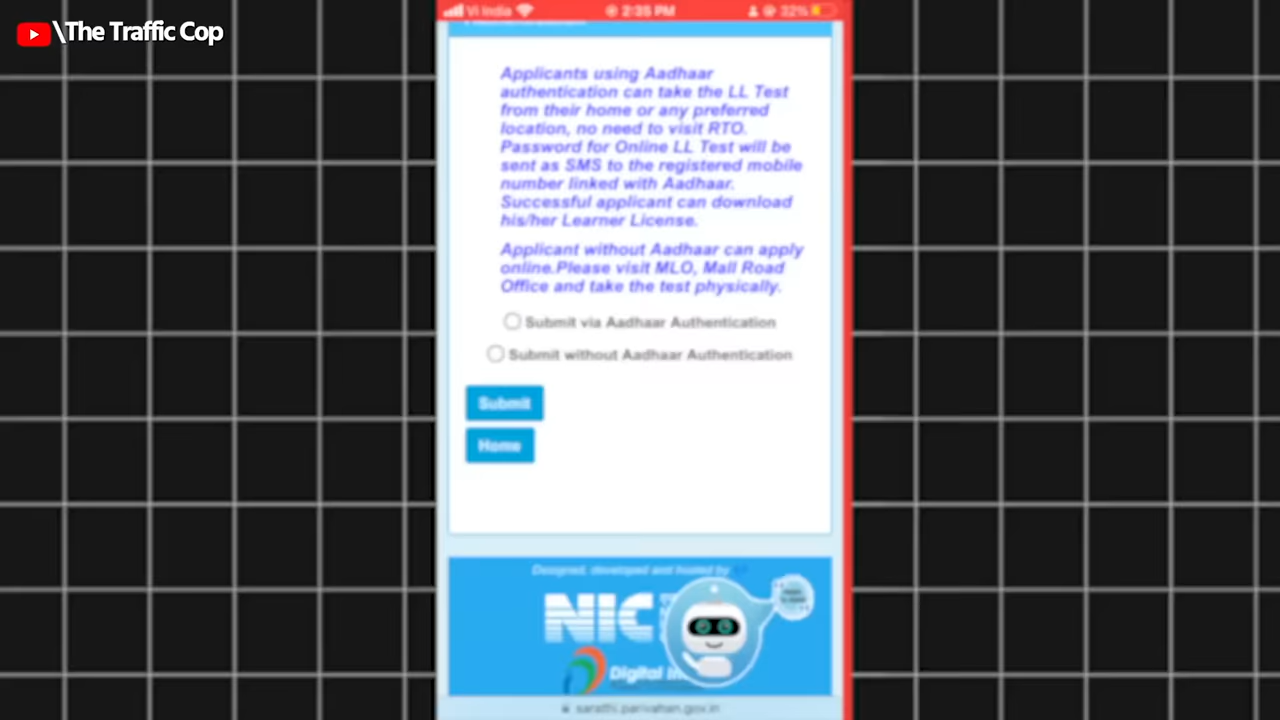 \The Traffic Cop
Vi India 2:35 PM 32%
Applicants using Aadhaar
authentication can take the LL Test
from their home or any preferred
location, no need to visit RTO.
Password for Online LL Test will be
sent as SMS to the registered mobile
number linked with Aadhaar.
Successful applicant can download
his/her Learner License.
Applicant without Aadhaar can apply
online.Please visit MLO, Mall Road
Office and take the test physically.
Submit via Aadhaar Authentication
Submit without Aadhaar Authentication
Submit
Home
Designed, developed and hosted by
NIC
Digital
sarathi.parivahan.gov.in